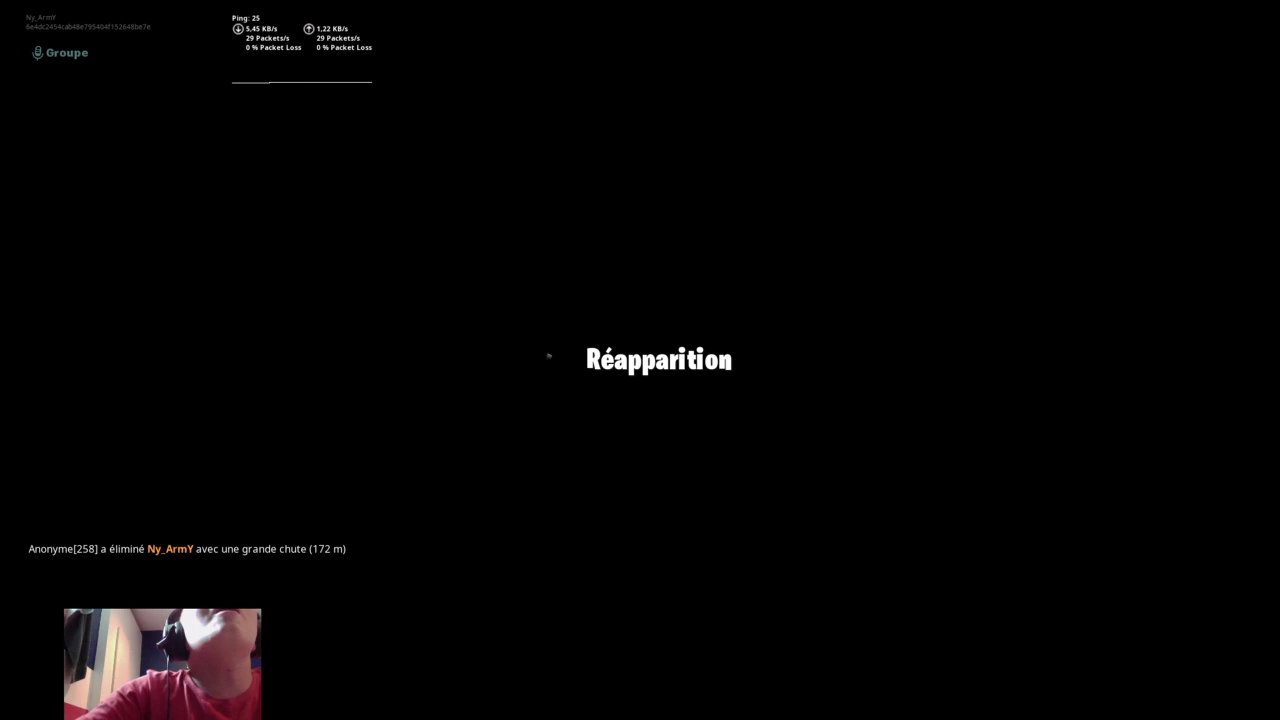 Ny_ArmY
6e4dc2454cab48e795404f152648be7e
Groupe
Ping: 25
5,45 KB/s
29 Packets/s
0 % Packet Loss
1,22 KB/s
29 Packets/s
0 % Packet Loss
Réapparition
Anonyme[258] a éliminé Ny_ArmY avec une grande chute (172 m)